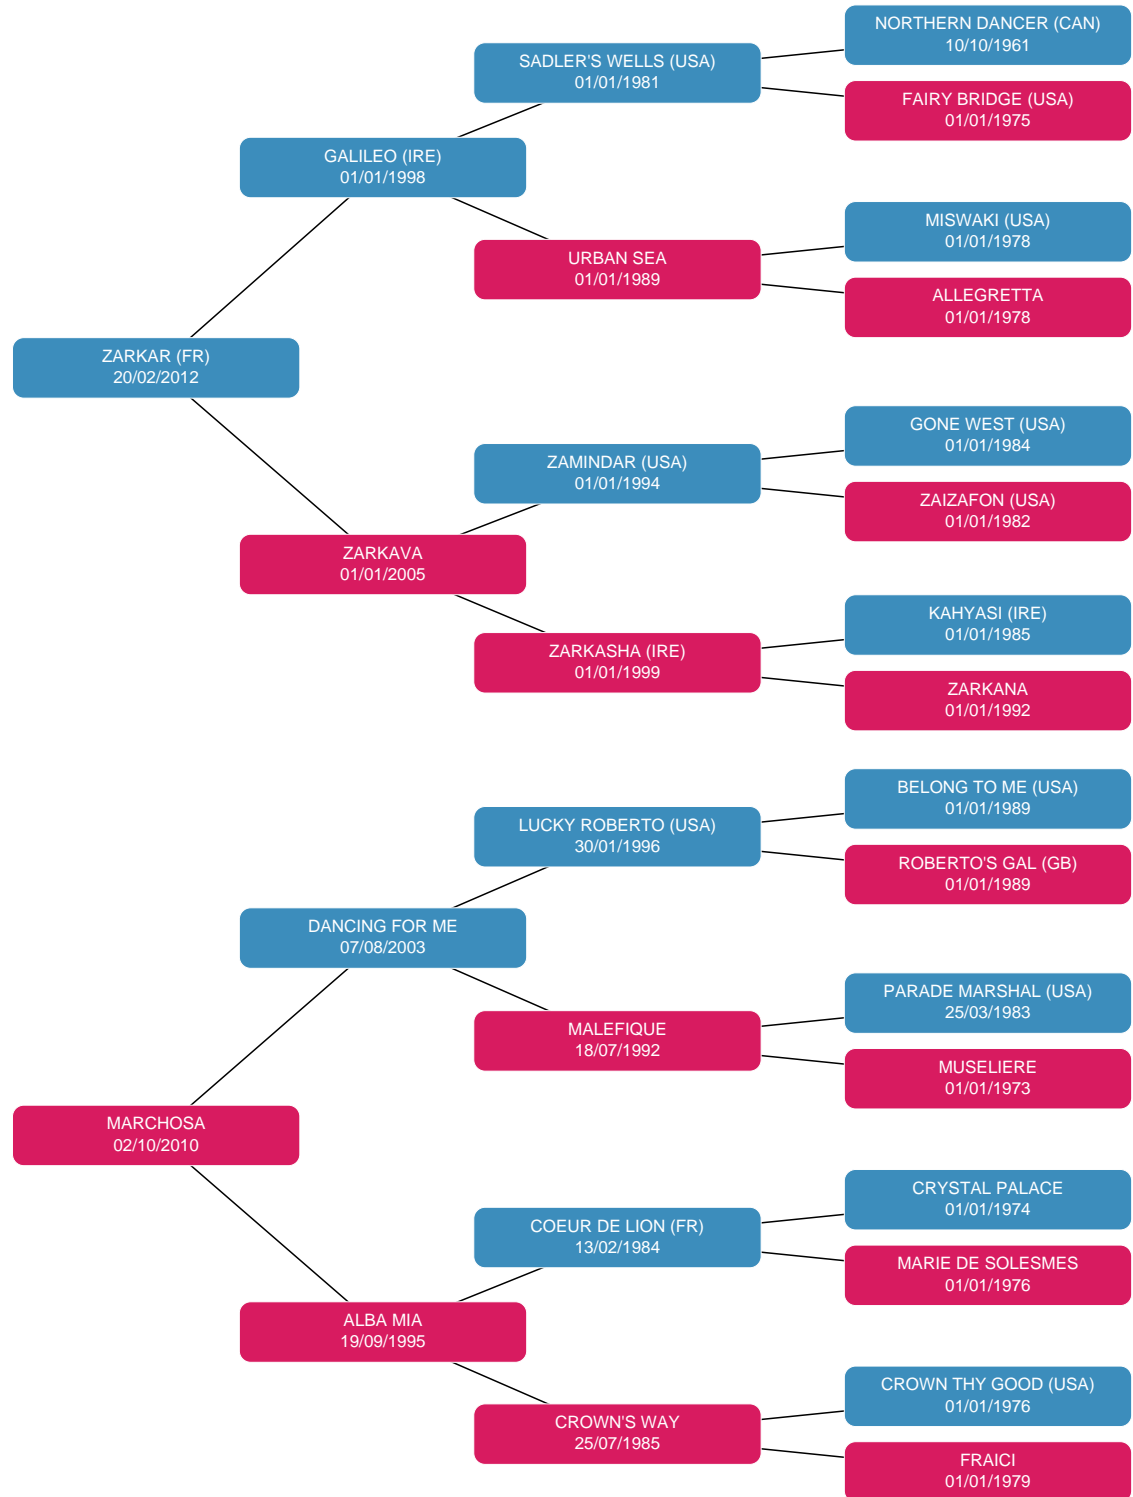 NORTHERN DANCER (CAN)
10/10/1961
SADLER'S WELLS (USA)
01/01/1981
FAIRY BRIDGE (USA)
01/01/1975
GALILEO (IRE)
01/01/1998
MISWAKI (USA)
01/01/1978
URBAN SEA
01/01/1989
ALLEGRETTA
01/01/1978
ZARKAR (FR)
20/02/2012
GONE WEST (USA)
01/01/1984
ZAMINDAR (USA)
01/01/1994
ZAIZAFON (USA)
01/01/1982
ZARKAVA
01/01/2005
KAHYASI (IRE)
01/01/1985
ZARKASHA (IRE)
01/01/1999
ZARKANA
01/01/1992
BELONG TO ME (USA)
01/01/1989
LUCKY ROBERTO (USA)
30/01/1996
ROBERTO'S GAL (GB)
01/01/1989
DANCING FOR ME
07/08/2003
PARADE MARSHAL (USA)
25/03/1983
MALEFIQUE
18/07/1992
MUSELIERE
01/01/1973
MARCHOSA
02/10/2010
CRYSTAL PALACE
01/01/1974
COEUR DE LION (FR)
13/02/1984
MARIE DE SOLESMES
01/01/1976
ALBA MIA
19/09/1995
CROWN THY GOOD (USA)
01/01/1976
CROWN'S WAY
25/07/1985
FRAICI
01/01/1979